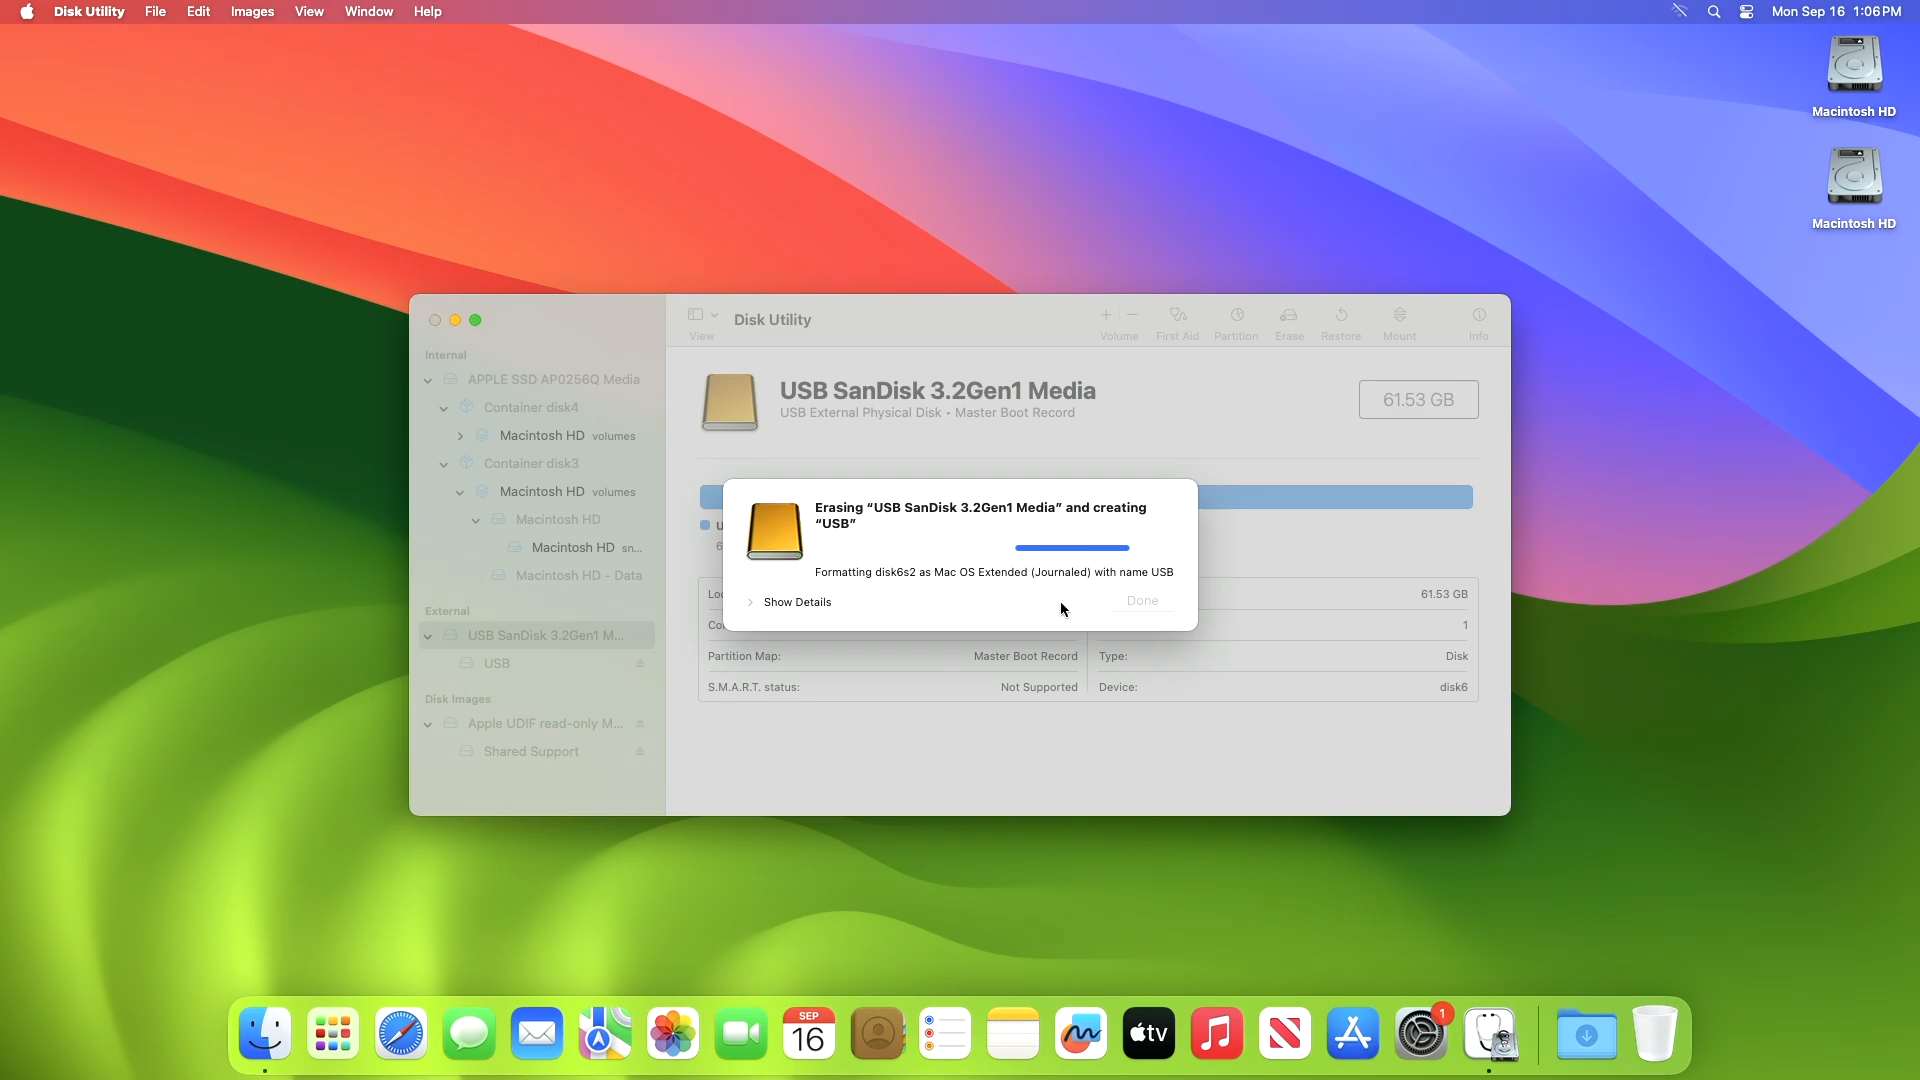 Disk Utility File Edit Images View Window Help Mon Sep 16 1:06PM
Macintosh HD
Macintosh HD
Disk Utility
View Volume First Aid Partition Erase Restore Mount Info
Internal
APPLE SSD AP0256Q Media
Container disk4
Macintosh HD volumes
Container disk3
Macintosh HD volumes
Macintosh HD
Macintosh HD sn...
Macintosh HD - Data
External
USB SanDisk 3.2Gen1 M...
USB
Disk Images
Apple UDIF read-only M...
Shared Support
USB SanDisk 3.2Gen1 Media
USB External Physical Disk • Master Boot Record
61.53 GB
Erasing “USB SanDisk 3.2Gen1 Media” and creating
“USB”
Formatting disk6s2 as Mac OS Extended (Journaled) with name USB
Show Details Done
61.53 GB
1
Partition Map: Master Boot Record Type: Disk
S.M.A.R.T. status: Not Supported Device: disk6
SEP
16
tv
1